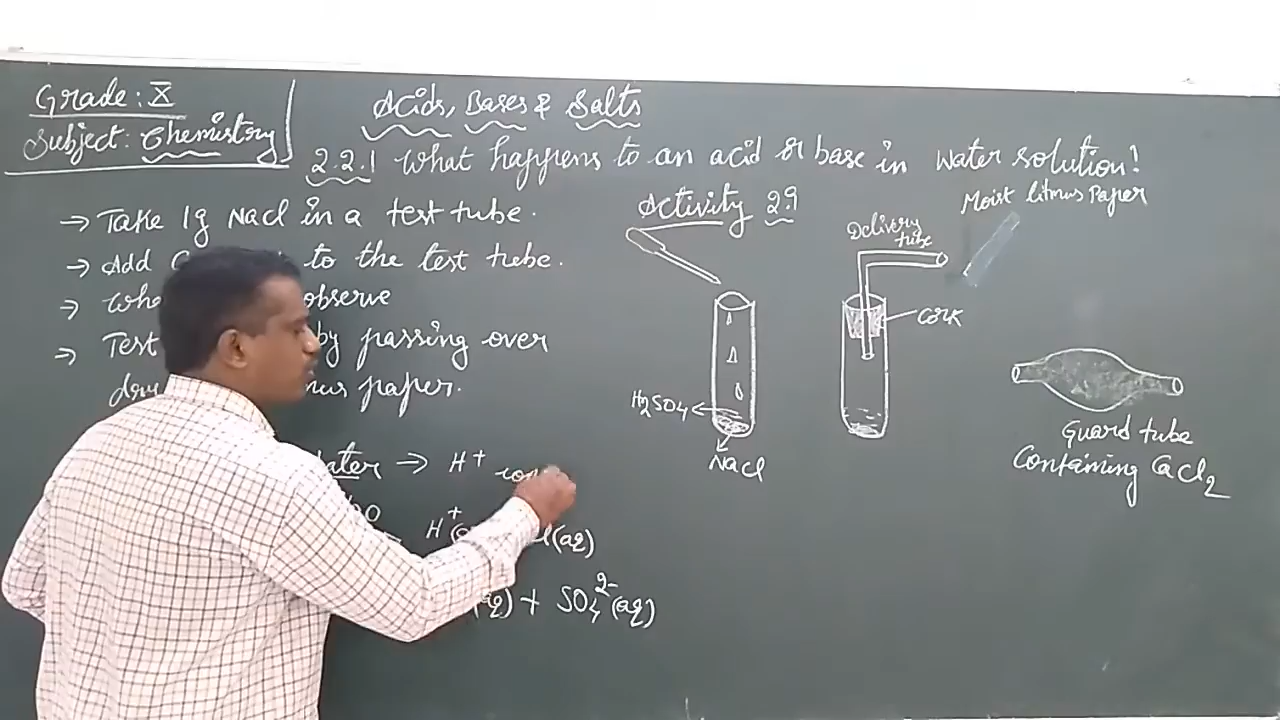 Grade: X
Subject: Chemistry
Acids, Bases & Salts
2.2.1 What happens to an acid or base in water solution!
Activity 2.9
→ Take 1g Nacl in a test tube.
→ Add to the test tube.
→ observe
→ Test by passing over
paper.
→ H+
H+ (aq)
(aq) + SO4 2- (aq)
H2SO4
Nacl
Delivery tube
Moist litmus Paper
Cork
Guard tube
Containing CaCl2